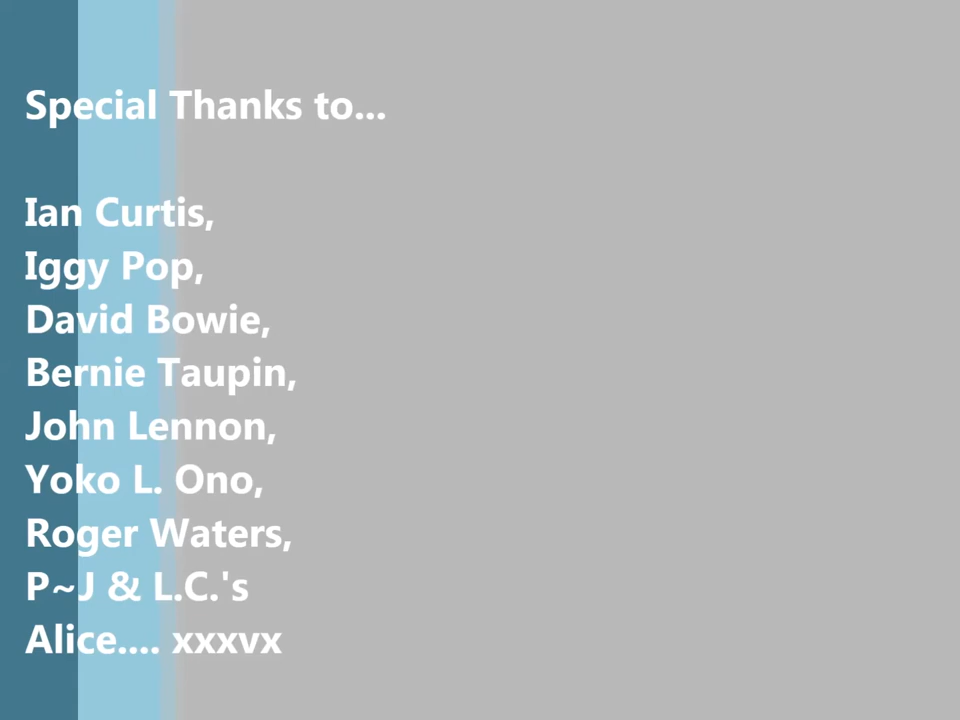 Special Thanks to...
Ian Curtis,
Iggy Pop,
David Bowie,
Bernie Taupin,
John Lennon,
Yoko L. Ono,
Roger Waters,
P~J & L.C.'s
Alice.... xxxvx